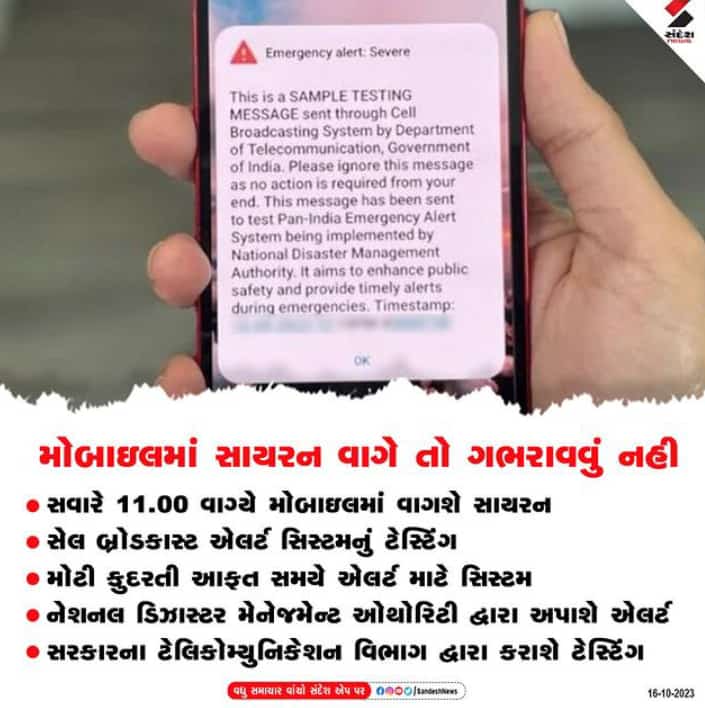 સંદેશ
NEWS
Emergency alert: Severe
This is a SAMPLE TESTING
MESSAGE sent through Cell
Broadcasting System by Department
of Telecommunication, Government
of India. Please ignore this message
as no action is required from your
end. This message has been sent
to test Pan-India Emergency Alert
System being implemented by
National Disaster Management
Authority. It aims to enhance public
safety and provide timely alerts
during emergencies. Timestamp:
OK
મોબાઇલમાં સાયરન વાગે તો ગભરાવવું નહી
• સવારે 11.00 વાગ્યે મોબાઇલમાં વાગશે સાયરન
• સેલ બ્રોડકાસ્ટ એલર્ટ સિસ્ટમનું ટેસ્ટિંગ
• મોટી કુદરતી આફત સમયે એલર્ટ માટે સિસ્ટમ
• નેશનલ ડિઝાસ્ટર મેનેજમેન્ટ ઓથોરિટી દ્વારા અપાશે એલર્ટ
• સરકારના ટેલિકોમ્યુનિકેશન વિભાગ દ્વારા કરાશે ટેસ્ટિંગ
વધુ સમાચાર વાંચો સંદેશ એપ પર /SandeshNews
16-10-2023